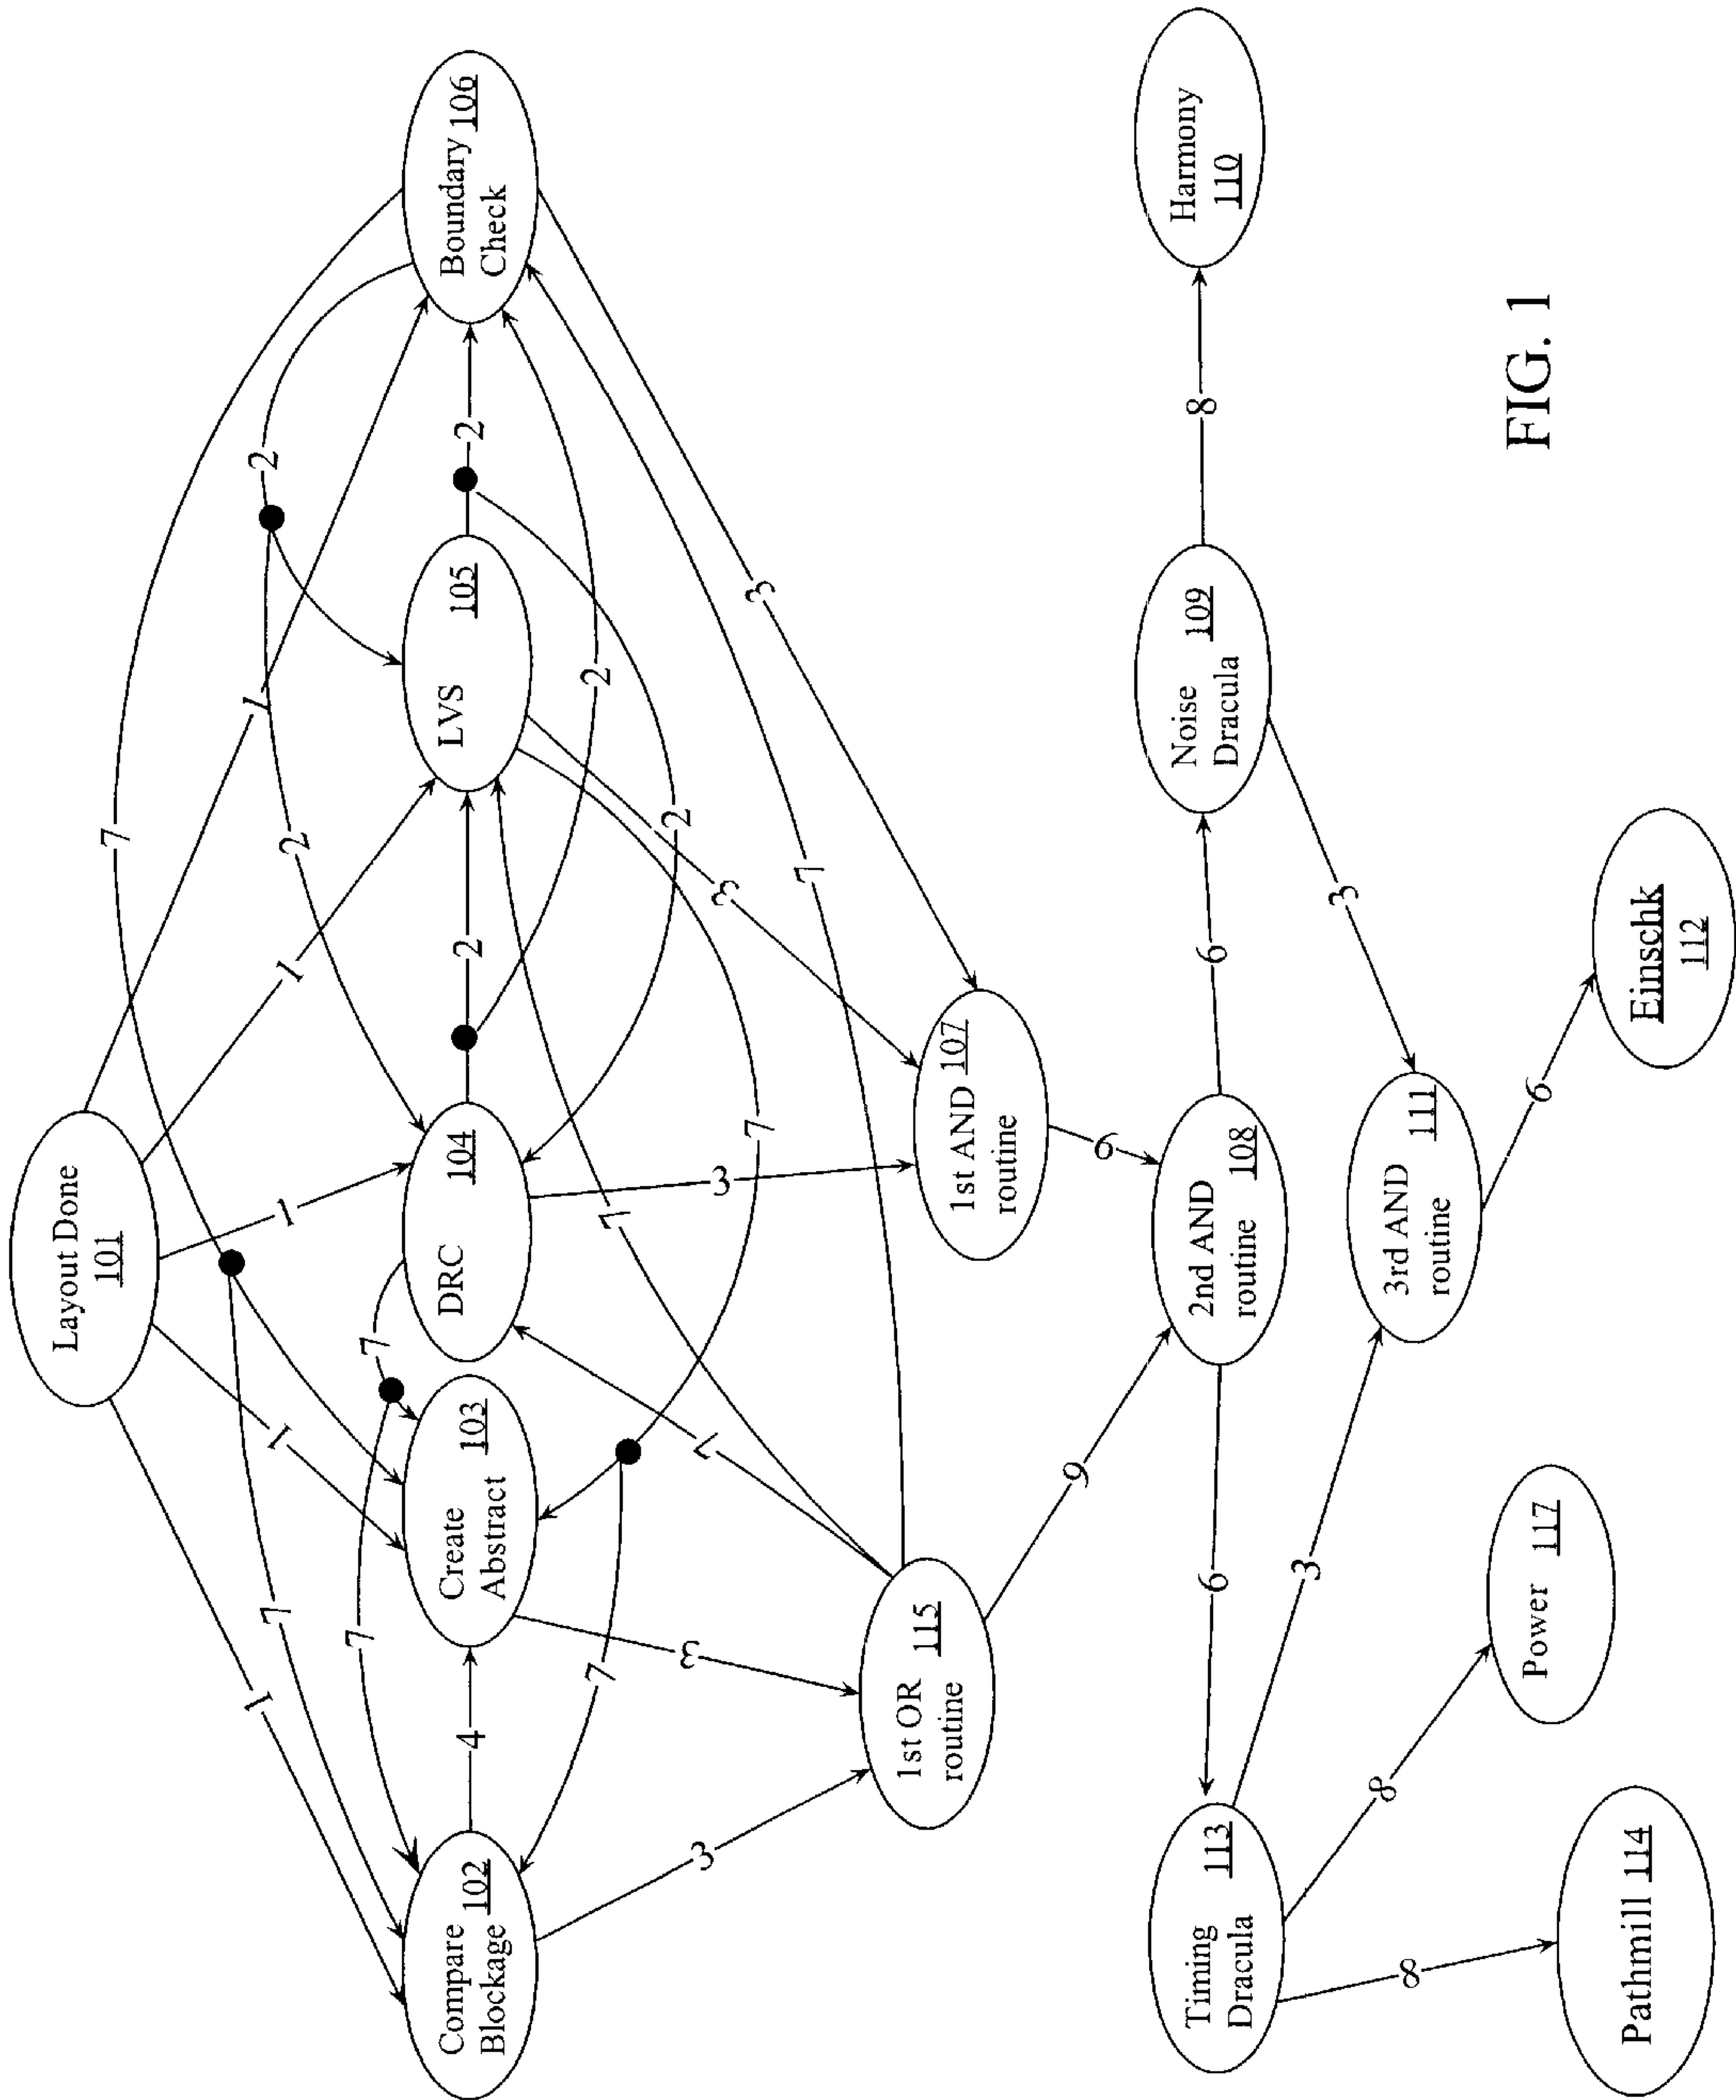 Layout Done
101
7
1
7
1
1
1
2
1
2
7
7
Compare
Blockage 102
4
Create
Abstract 103
DRC 104
2
LVS 105
2
Boundary 106
Check
7
2
7
2
3
3
7
3
3
7
3
7
1st OR
routine 115
1st AND 107
routine
9
6
Timing
Dracula 113
6
2nd AND
routine 108
6
Noise
Dracula 109
8
Harmony
110
3
3
8
8
3rd AND
routine 111
6
Power 117
Pathmill 114
Einschk
112
FIG. 1